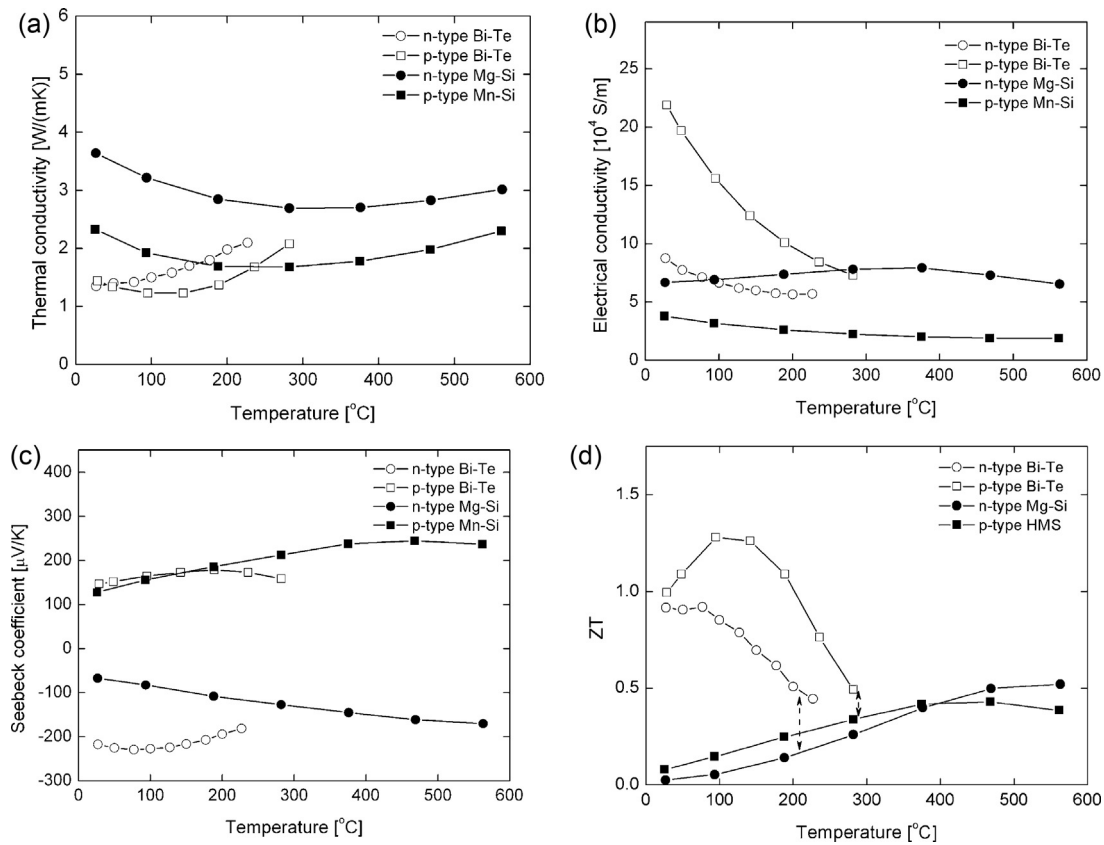 (a)
6
5
4
3
2
1
0
Thermal conductivity [W/(mK)]
n-type Bi-Te
p-type Bi-Te
n-type Mg-Si
p-type Mn-Si
0 100 200 300 400 500 600
Temperature [°C]
(b)
25
20
15
10
5
0
Electrical conductivity [10⁴ S/m]
n-type Bi-Te
p-type Bi-Te
n-type Mg-Si
p-type Mn-Si
0 100 200 300 400 500 600
Temperature [°C]
(c)
400
300
200
100
0
-100
-200
-300
Seebeck coefficient [µV/K]
n-type Bi-Te
p-type Bi-Te
n-type Mg-Si
p-type Mn-Si
0 100 200 300 400 500 600
Temperature [°C]
(d)
1.5
1.0
0.5
0.0
ZT
n-type Bi-Te
p-type Bi-Te
n-type Mg-Si
p-type HMS
0 100 200 300 400 500 600
Temperature [°C]